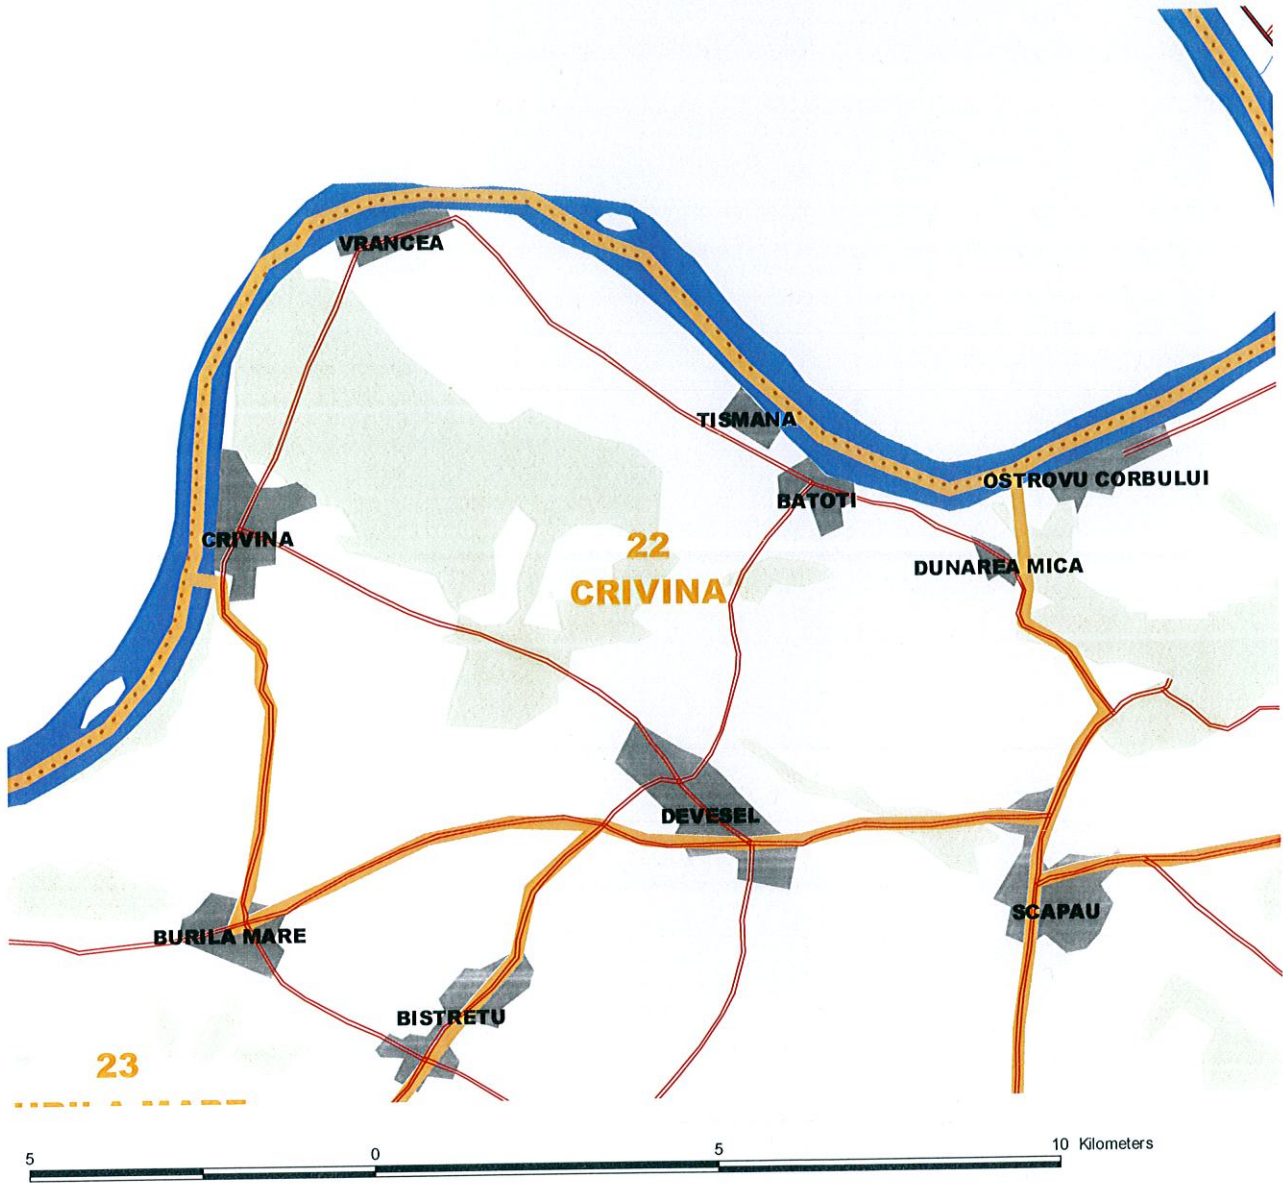 VRANCEA
TISMANA
OSTROVU CORBULUI
BATOTI
CRIVINA
22
CRIVINA
DUNAREA MICA
DEVESEL
SCAPAU
BURILA MARE
BISTRETU
23
5 0 5 10 Kilometers